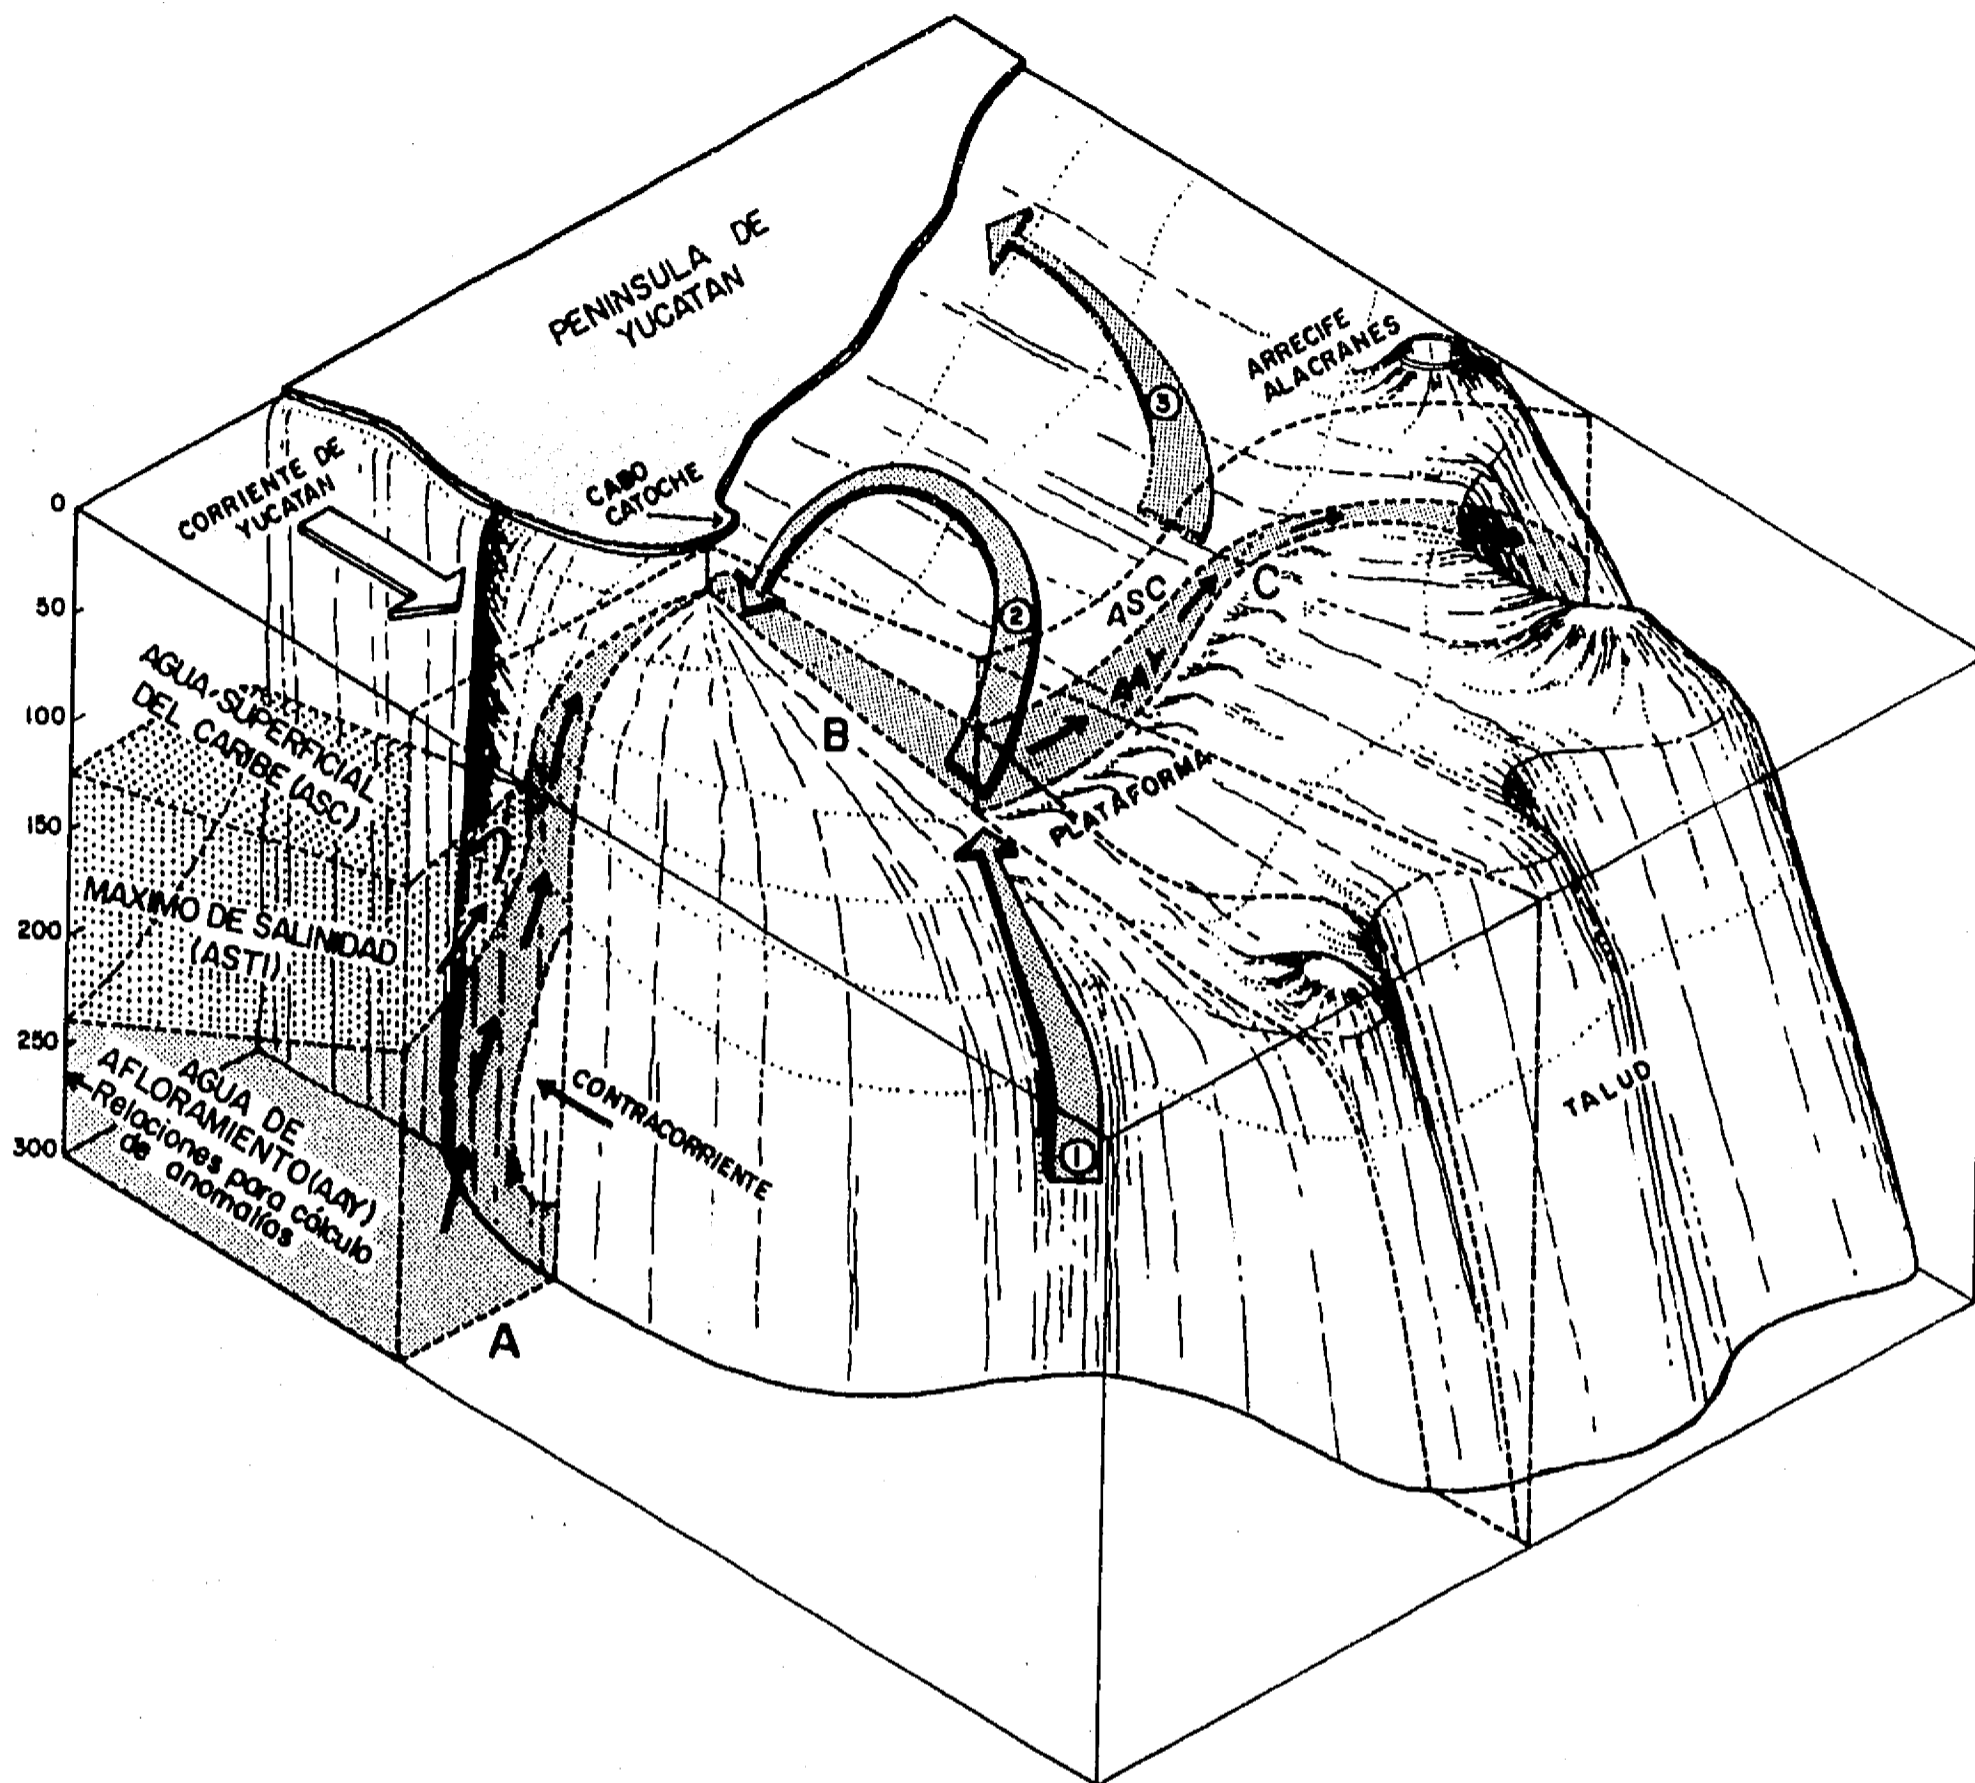 PENINSULA DE
YUCATAN
ARRECIFE
ALACRANES
3
CORRIENTE DE
YUCATAN
CABO
CATOCHE
0
50
100
150
200
250
300
2
ASC
C
AAY
B
PLATAFORMA
AGUA SUPERFICIAL
DEL CARIBE (ASC)
MAXIMO DE SALINIDAD
(ASTI)
AGUA DE
AFLORAMIENTO (AAY)
Relaciones para cálculo
de anomalías
CONTRACORRIENTE
1
TALUD
A